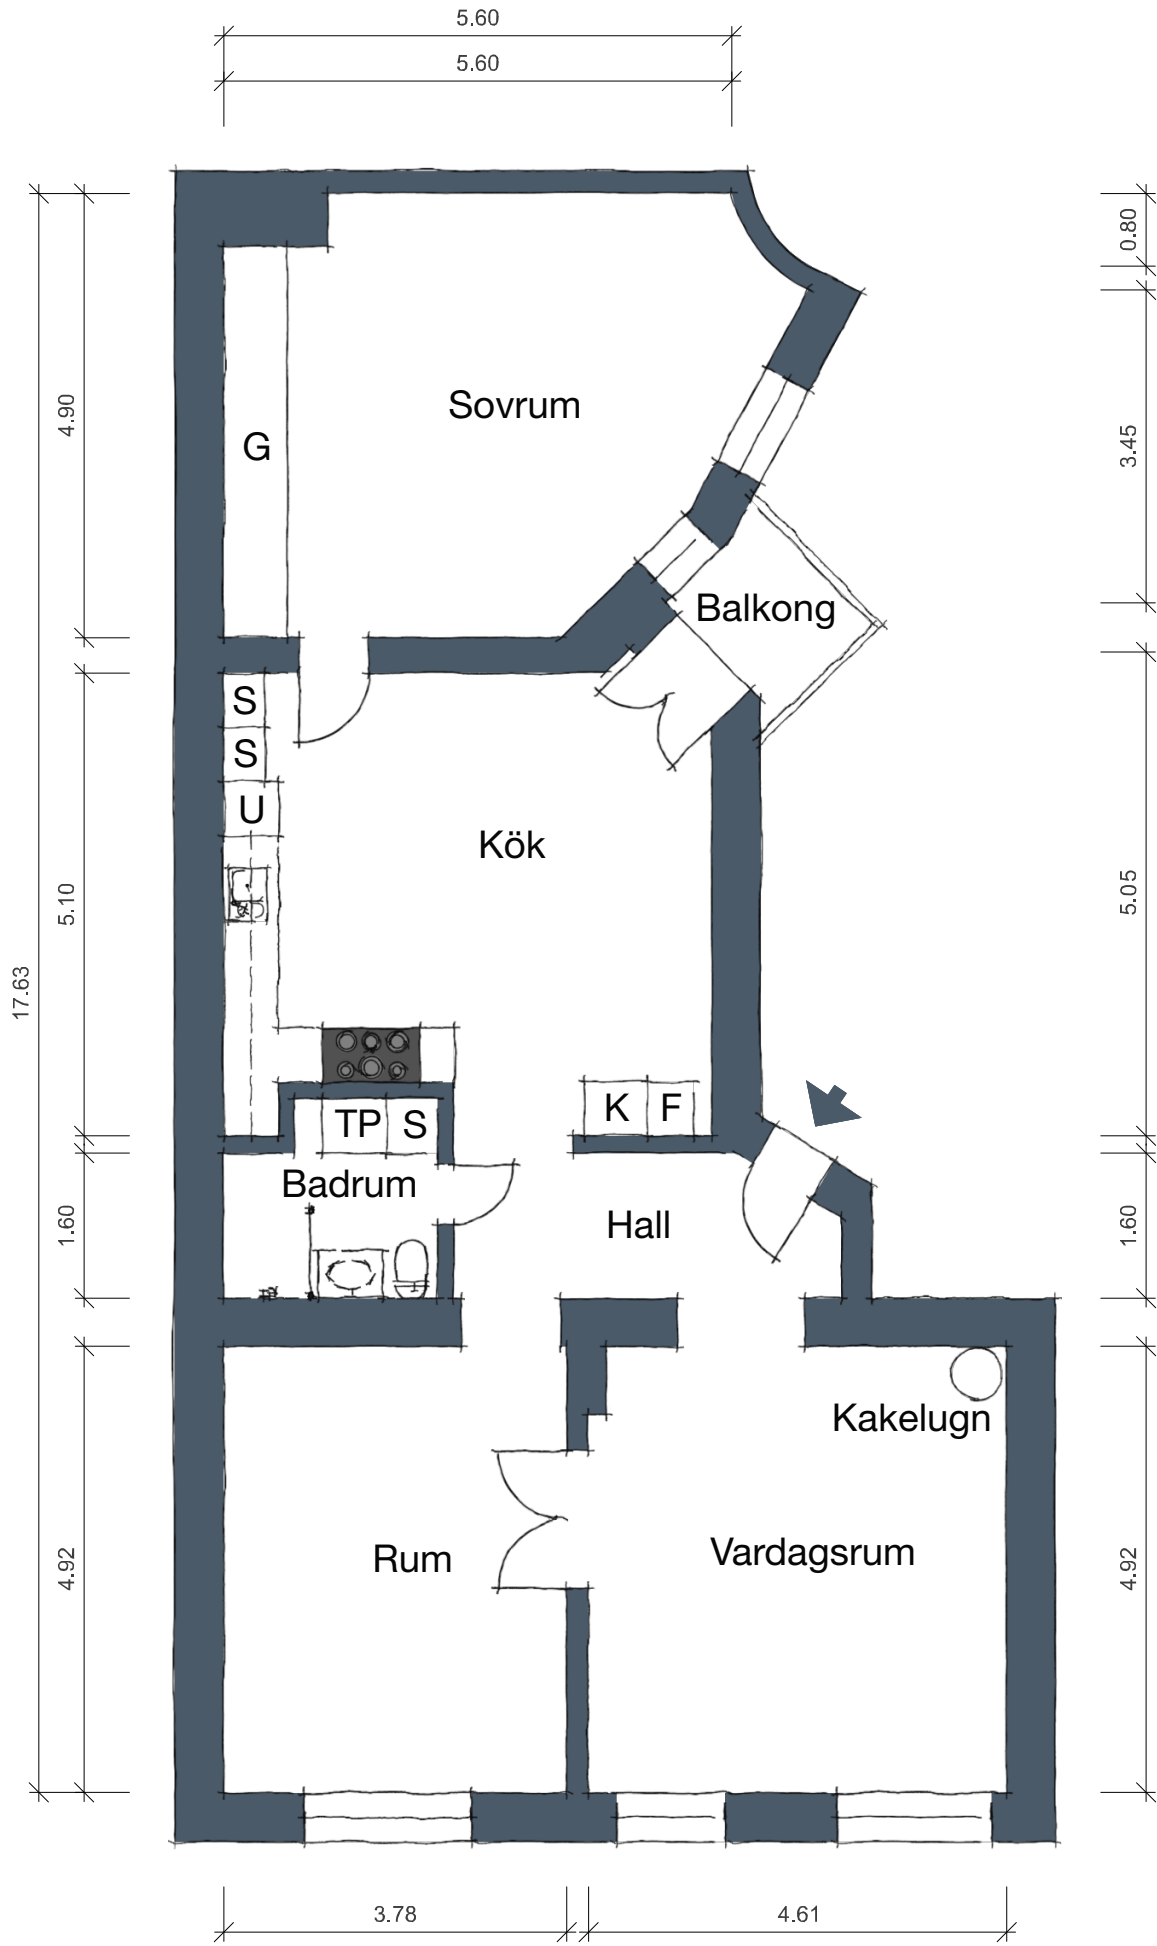 5.60
5.60
0.80
4.90
Sovrum
3.45
G
Balkong
S
S
U
Kök
5.10
5.05
17.63
K F
TP S
Badrum
Hall
1.60
1.60
Kakelugn
Rum
Vardagsrum
4.92
4.92
3.78
4.61